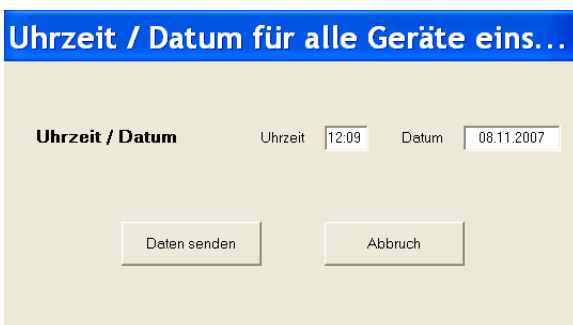 Uhrzeit / Datum für alle Geräte eins...
Uhrzeit / Datum Uhrzeit 12:09 Datum 08.11.2007
Daten senden Abbruch